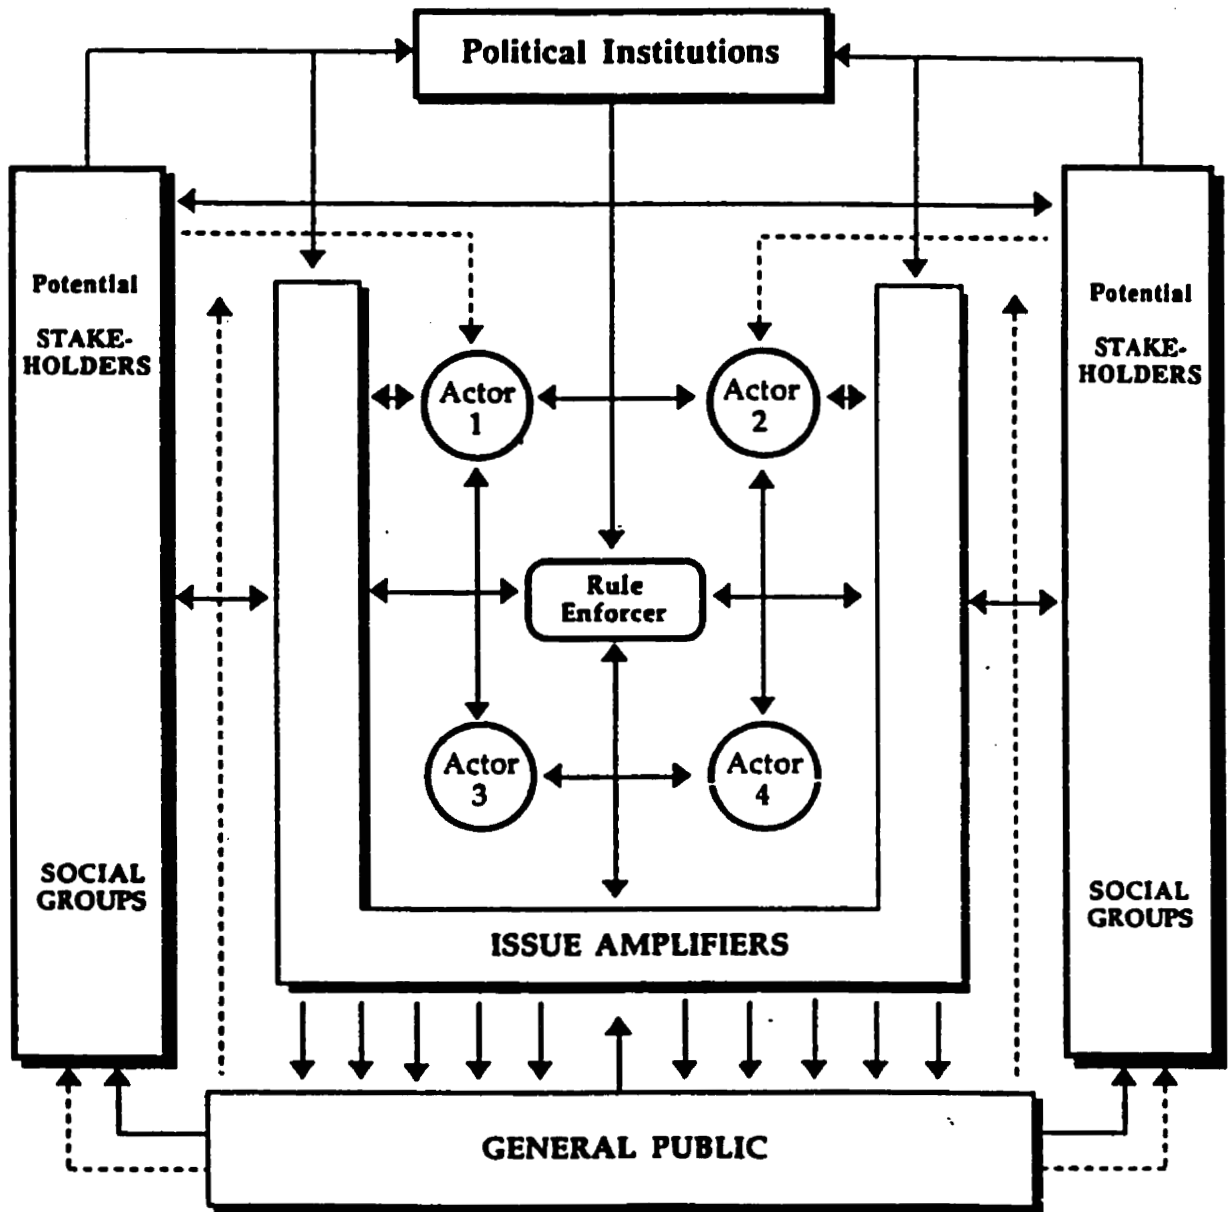 Political Institutions
Potential
STAKE-
HOLDERS
SOCIAL
GROUPS
Actor
1
Actor
2
Rule
Enforcer
Actor
3
Actor
4
ISSUE AMPLIFIERS
Potential
STAKE-
HOLDERS
SOCIAL
GROUPS
GENERAL PUBLIC